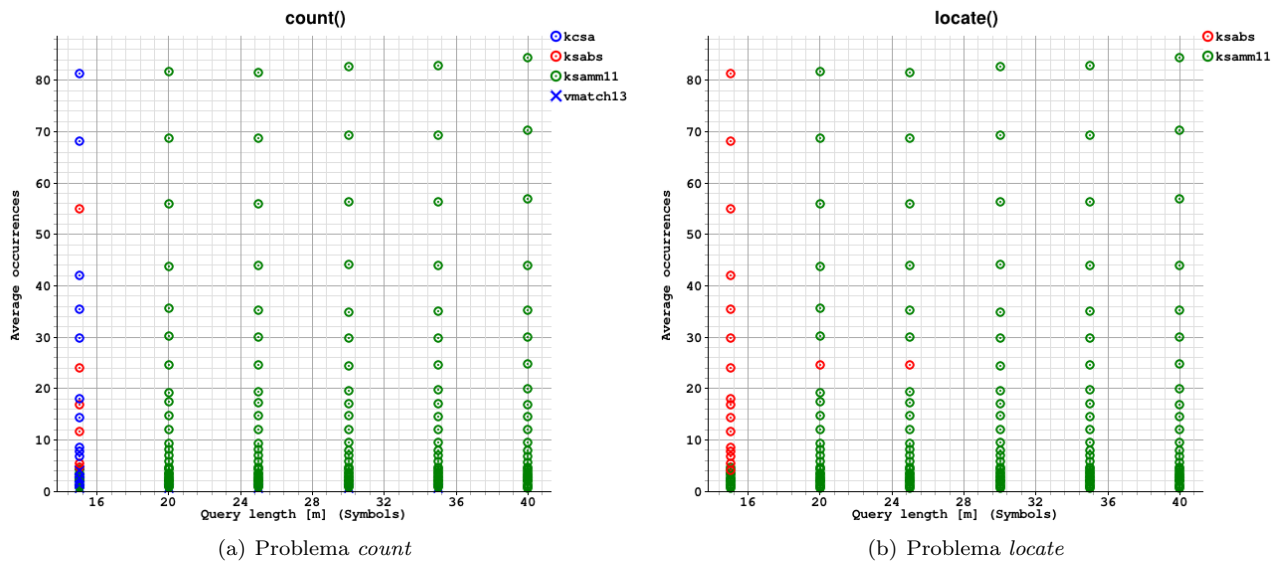 count()
kcsa
ksabs
ksamm11
vmatch13
Average occurrences
80
70
60
50
40
30
20
10
0
16 20 24 28 32 36 40
Query length [m] (Symbols)
(a) Problema count
locate()
ksabs
ksamm11
Average occurrences
80
70
60
50
40
30
20
10
0
16 20 24 28 32 36 40
Query length [m] (Symbols)
(b) Problema locate